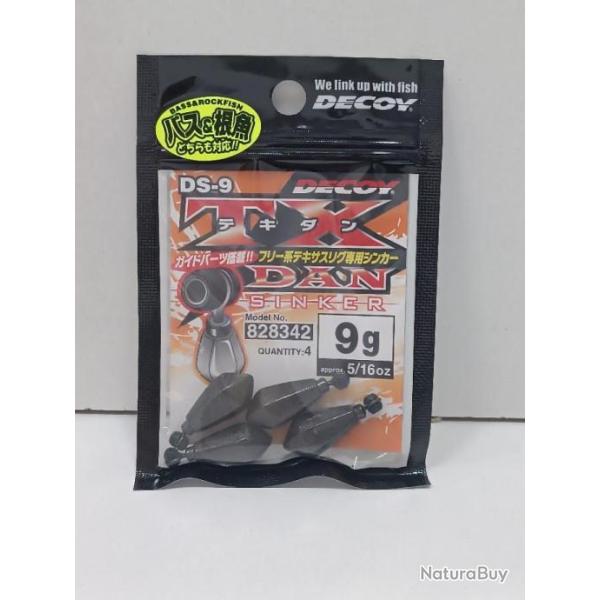 We link up with fish
DECOY®
BASS&ROCKFISH
バス&根魚
どちらも対応!!
DS-9
DECOY
TX
テキタン
ガイドパーツ搭載!! フリー系テキサスリグ専用シンカー
DAN
SINKER
Model No.
828342
QUANTITY:4
9g
approx. 5/16oz
NaturaBuy